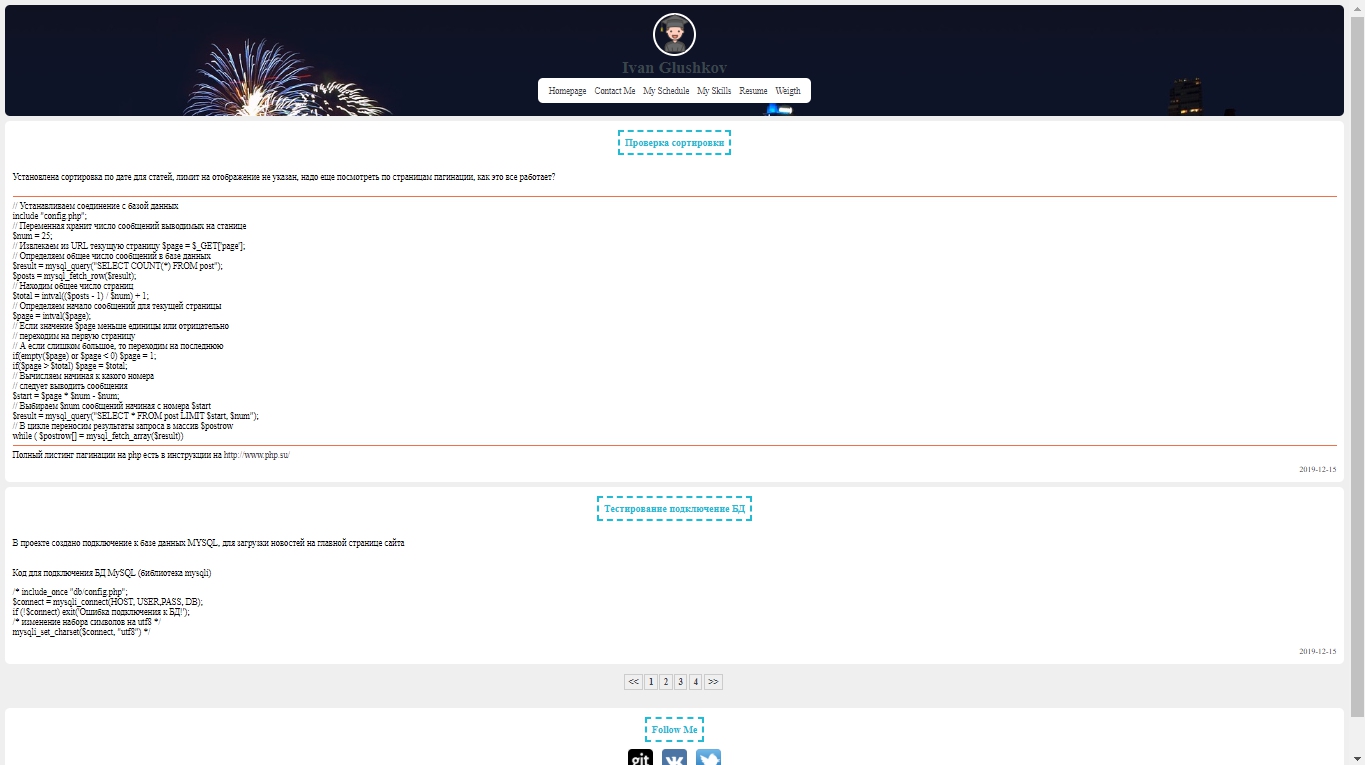 Ivan Glushkov
Homepage Contact Me My Schedule My Skills Resume Weigth
Проверка сортировки
Установлена сортировка по дате для статей, лимит на отображение не указан, надо еще посмотреть по страницам пагинации, как это все работает?
// Устанавливаем соединение с базой данных
include "config.php";
// Переменная хранит число сообщений выводимых на станице
$num = 25;
// Извлекаем из URL текущую страницу $page = $_GET['page'];
// Определяем общее число сообщений в базе данных
$result = mysql_query("SELECT COUNT(*) FROM post");
$posts = mysql_fetch_row($result);
// Находим общее число страниц
$total = intval(($posts - 1) / $num) + 1;
// Определяем начало сообщений для текущей страницы
$page = intval($page);
// Если значение $page меньше единицы или отрицательно
// переходим на первую страницу
// А если слишком большое, то переходим на последнюю
if(empty($page) or $page < 0) $page = 1;
if($page > $total) $page = $total;
// Вычисляем начиная к какого номера
// следует выводить сообщения
$start = $page * $num - $num;
// Выбираем $num сообщений начиная с номера $start
$result = mysql_query("SELECT * FROM post LIMIT $start, $num");
// В цикле переносим результаты запроса в массив $postrow
while ( $postrow[] = mysql_fetch_array($result))
Полный листинг пагинации на php есть в инструкции на http://www.php.su/
2019-12-15
Тестирование подключение БД
В проекте создано подключение к базе данных MYSQL, для загрузки новостей на главной странице сайта
Код для подключения БД MySQL (библиотека mysqli)
/* include_once "db/config.php";
$connect = mysqli_connect(HOST, USER,PASS, DB);
if (!$connect) exit('Ошибка подключения к БД!');
/* изменение набора символов на utf8 */
mysqli_set_charset($connect, "utf8") */
2019-12-15
<< 1 2 3 4 >>
Follow Me
git